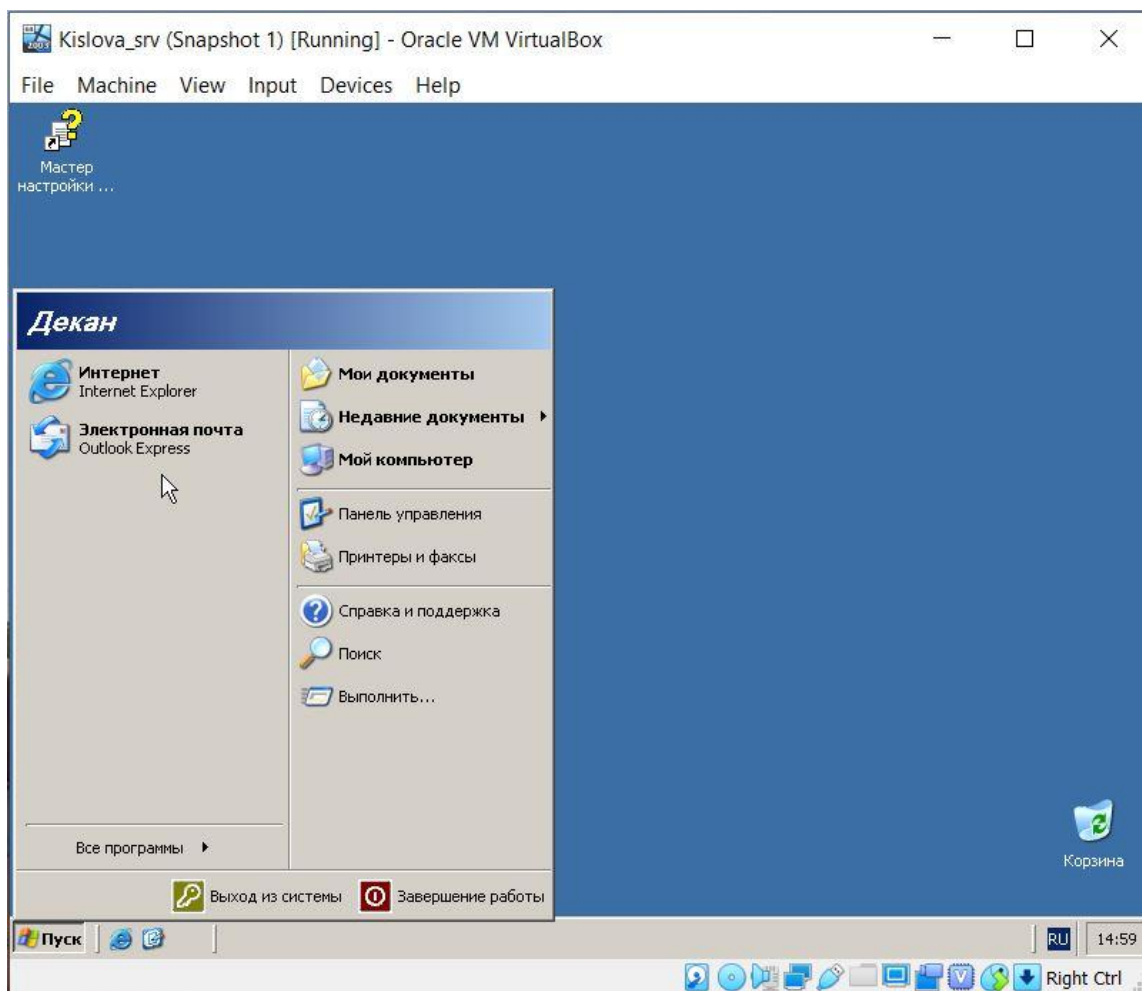 Kislova_srv (Snapshot 1) [Running] - Oracle VM VirtualBox
File Machine View Input Devices Help
Мастер
настройки ...
Декан
Интернет
Internet Explorer
Электронная почта
Outlook Express
Мои документы
Недавние документы
Мой компьютер
Панель управления
Принтеры и факсы
Справка и поддержка
Поиск
Выполнить...
Все программы
Выход из системы
Завершение работы
Корзина
Пуск
RU
14:59
Right Ctrl